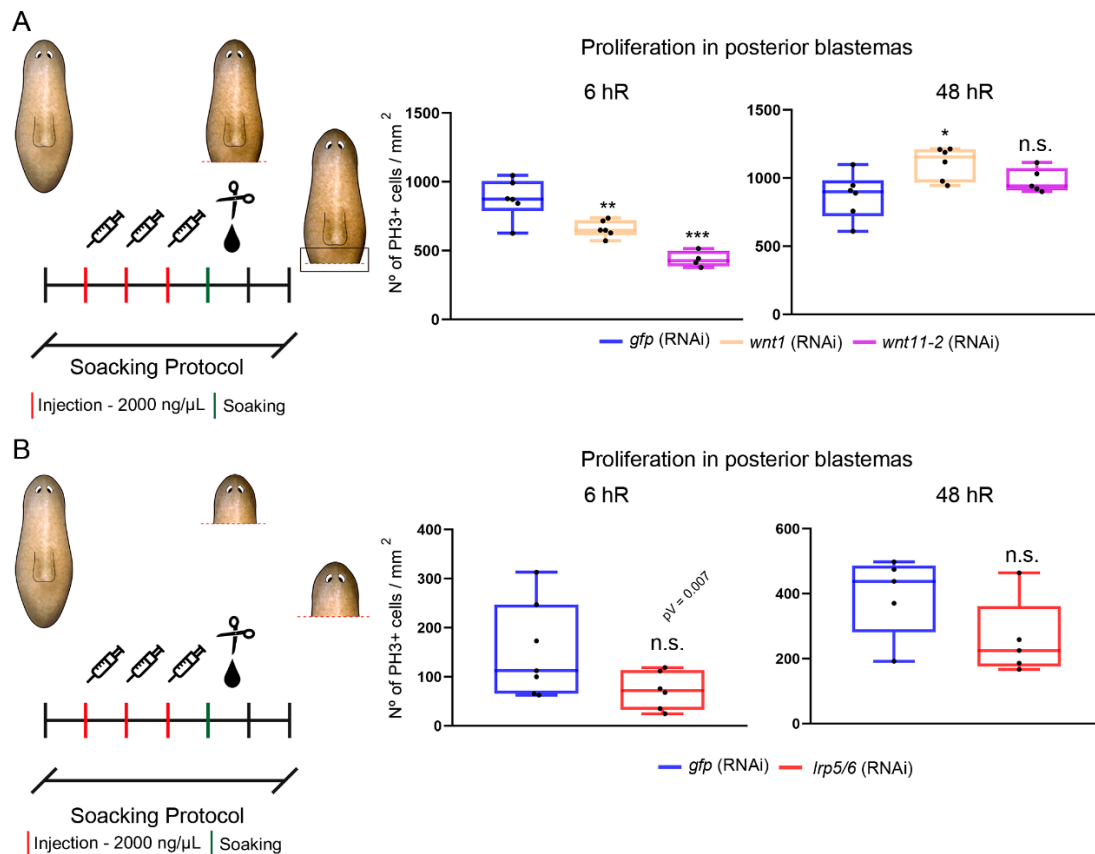 A
Proliferation in posterior blastemas
6 hR
48 hR
Nº of PH3+ cells / mm 2
1500
1000
500
0
**
***
1500
1000
500
0
*
n.s.
gfp (RNAi) wnt1 (RNAi) wnt11-2 (RNAi)
Soacking Protocol
Injection - 2000 ng/µL Soaking
B
Proliferation in posterior blastemas
6 hR
48 hR
Nº of PH3+ cells / mm 2
400
300
200
100
0
n.s.
pV = 0.007
600
400
200
0
n.s.
gfp (RNAi) lrp5/6 (RNAi)
Soacking Protocol
Injection - 2000 ng/µL Soaking